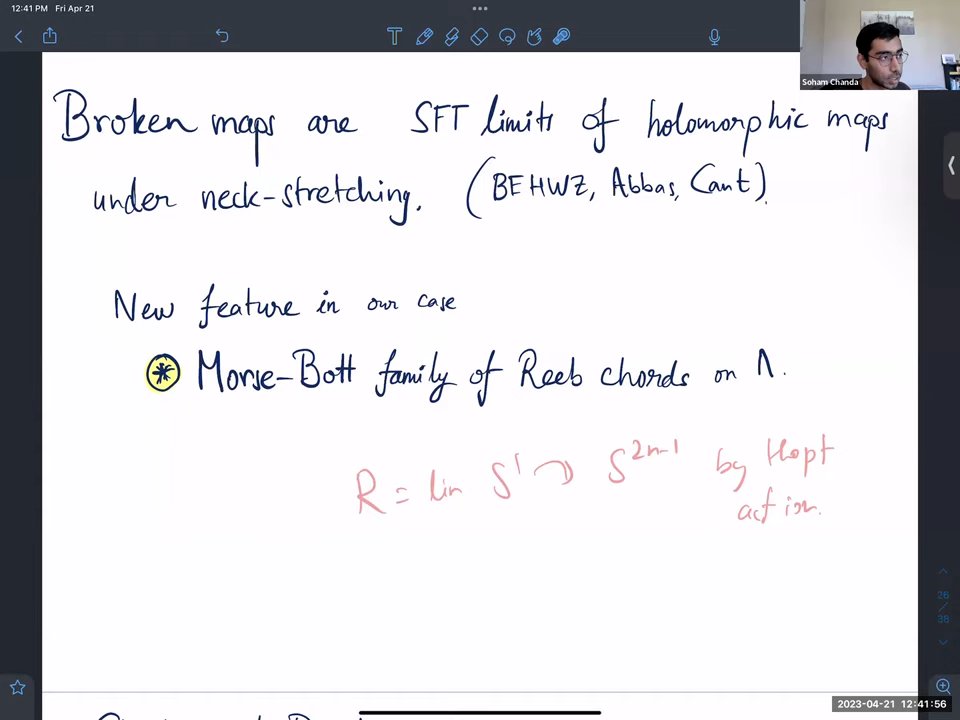 12:41 PM Fri Apr 21
Soham Chanda
Broken maps are SFT limits of holomorphic maps
under neck-stretching. (BEHWZ, Abbas, Cant).
New feature in our case
* Morse-Bott family of Reeb chords on Λ.
R = lin S¹ ↷ S²ⁿ⁻¹ by Hopf
action.
26
/
38
2023-04-21 12:41:56